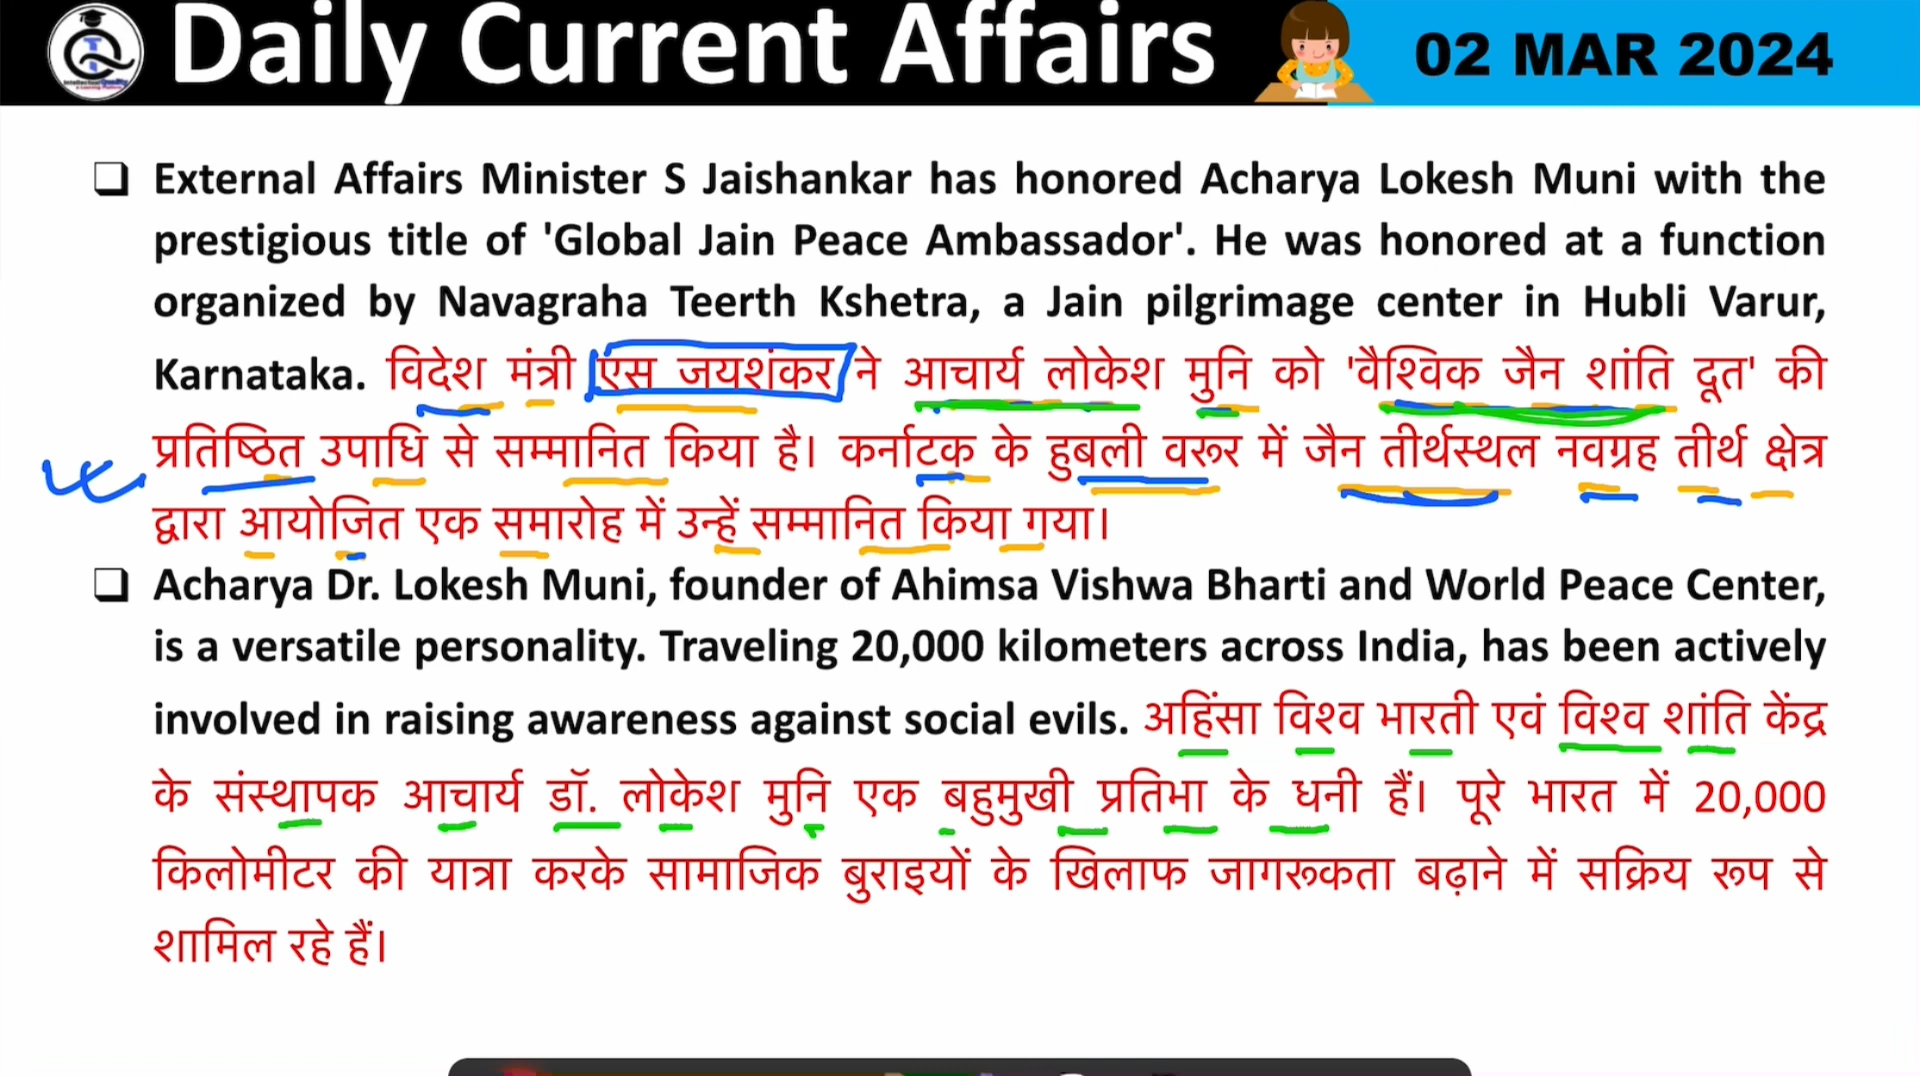 Daily Current Affairs
02 MAR 2024
External Affairs Minister S Jaishankar has honored Acharya Lokesh Muni with the
prestigious title of 'Global Jain Peace Ambassador'. He was honored at a function
organized by Navagraha Teerth Kshetra, a Jain pilgrimage center in Hubli Varur,
Karnataka. विदेश मंत्री एस जयशंकर ने आचार्य लोकेश मुनि को 'वैश्विक जैन शांति दूत' की
प्रतिष्ठित उपाधि से सम्मानित किया है। कर्नाटक के हुबली वरूर में जैन तीर्थस्थल नवग्रह तीर्थ क्षेत्र
द्वारा आयोजित एक समारोह में उन्हें सम्मानित किया गया।
Acharya Dr. Lokesh Muni, founder of Ahimsa Vishwa Bharti and World Peace Center,
is a versatile personality. Traveling 20,000 kilometers across India, has been actively
involved in raising awareness against social evils. अहिंसा विश्व भारती एवं विश्व शांति केंद्र
के संस्थापक आचार्य डॉ. लोकेश मुनि एक बहुमुखी प्रतिभा के धनी हैं। पूरे भारत में 20,000
किलोमीटर की यात्रा करके सामाजिक बुराइयों के खिलाफ जागरूकता बढ़ाने में सक्रिय रूप से
शामिल रहे हैं।